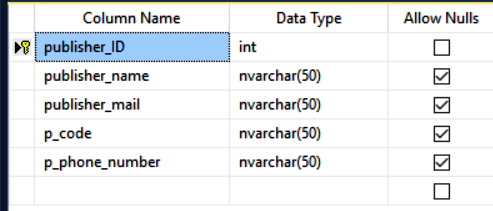 Column Name Data Type Allow Nulls
publisher_ID int
publisher_name nvarchar(50)
publisher_mail nvarchar(50)
p_code nvarchar(50)
p_phone_number nvarchar(50)